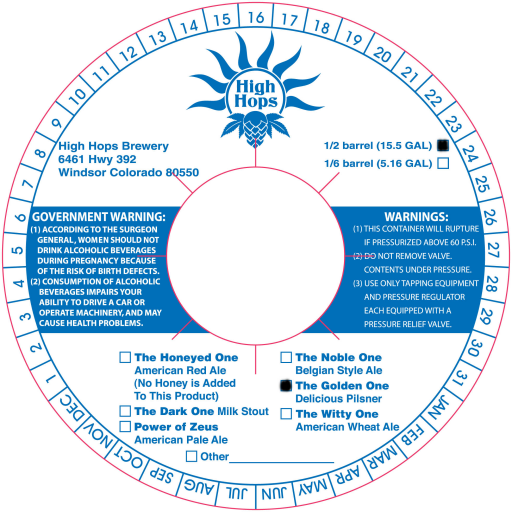 1
2
3
4
5
6
7
8
9
10
11
12
13
14
15
16
17
18
19
20
21
22
23
24
25
26
27
28
29
30
31
JAN
FEB
MAR
APR
MAY
JUN
JUL
AUG
SEP
OCT
NOV
DEC
High
Hops
High Hops Brewery
6461 Hwy 392
Windsor Colorado 80550
1/2 barrel (15.5 GAL)
1/6 barrel (5.16 GAL)
GOVERNMENT WARNING:
(1) ACCORDING TO THE SURGEON
GENERAL, WOMEN SHOULD NOT
DRINK ALCOHOLIC BEVERAGES
DURING PREGNANCY BECAUSE
OF THE RISK OF BIRTH DEFECTS.
(2) CONSUMPTION OF ALCOHOLIC
BEVERAGES IMPAIRS YOUR
ABILITY TO DRIVE A CAR OR
OPERATE MACHINERY, AND MAY
CAUSE HEALTH PROBLEMS.
WARNINGS:
(1) THIS CONTAINER WILL RUPTURE
IF PRESSURIZED ABOVE 60 P.S.I.
(2) DO NOT REMOVE VALVE.
CONTENTS UNDER PRESSURE.
(3) USE ONLY TAPPING EQUIPMENT
AND PRESSURE REGULATOR
EACH EQUIPPED WITH A
PRESSURE RELIEF VALVE.
The Honeyed One
American Red Ale
(No Honey is Added
To This Product)
The Dark One Milk Stout
Power of Zeus
American Pale Ale
The Noble One
Belgian Style Ale
The Golden One
Delicious Pilsner
The Witty One
American Wheat Ale
Other